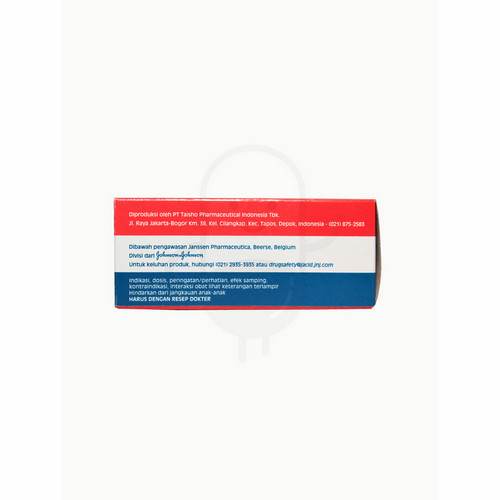 Diproduksi oleh PT Taisho Pharmaceutical Indonesia Tbk.
Jl. Raya Jakarta-Bogor Km. 38, Kel. Cilangkap, Kec. Tapos, Depok, Indonesia - (021) 875-2583
Dibawah pengawasan Janssen Pharmaceutica, Beerse, Belgium
Divisi dari Johnson & Johnson
Untuk keluhan produk, hubungi (021) 2935-3935 atau drugsafety@jacid.jnj.com
Indikasi, dosis, peringatan/perhatian, efek samping,
kontraindikasi, interaksi obat lihat keterangan terlampir
Hindarkan dari jangkauan anak-anak
HARUS DENGAN RESEP DOKTER